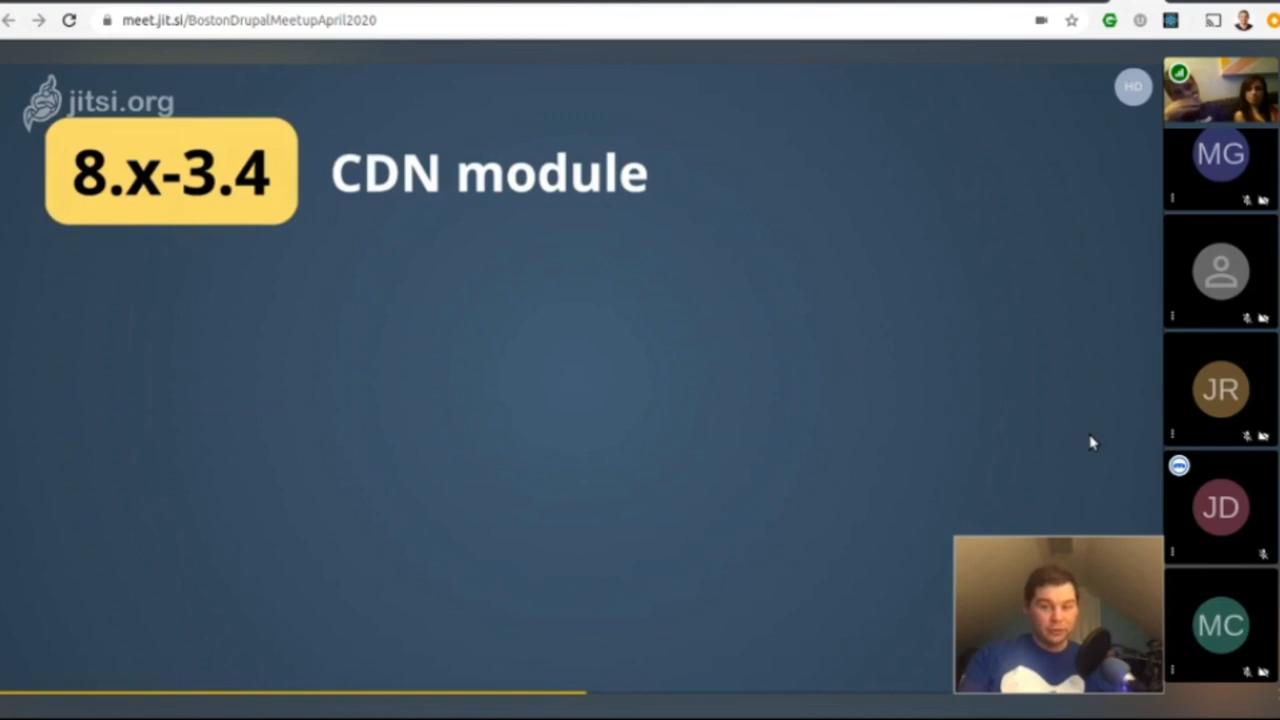 meet.jit.si/BostonDrupalMeetupApril2020
jitsi.org
HD
8.x-3.4 CDN module
MG
JR
JD
MC